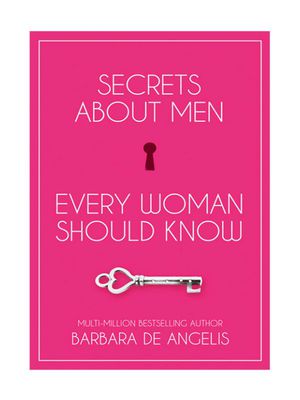 SECRETS
ABOUT MEN
EVERY WOMAN
SHOULD KNOW
MULTI-MILLION BESTSELLING AUTHOR
BARBARA DE ANGELIS